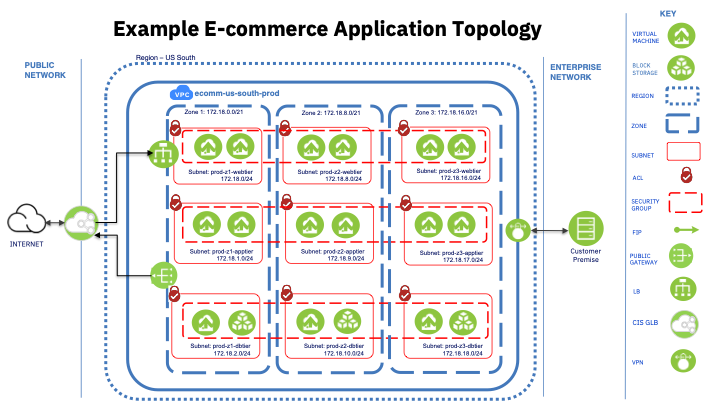 Example E-commerce Application Topology
PUBLIC
NETWORK
Region – US South
ENTERPRISE
NETWORK
VPC
ecomm-us-south-prod
Zone 1: 172.18.0.0/21
Zone 2: 172.18.8.0/21
Zone 3: 172.18.16.0/21
Subnet: prod-z1-webtier
172.18.0/24
Subnet: prod-z2-webtier
172.18.8.0/24
Subnet: prod-z3-webtier
172.18.16.0/24
INTERNET
Customer
Premise
Subnet: prod-z1-apptier
172.18.1.0/24
Subnet: prod-z2-apptier
172.18.9.0/24
Subnet: prod-z3-apptier
172.18.17.0/24
Subnet: prod-z1-dbtier
172.18.2.0/24
Subnet: prod-z2-dbtier
172.18.10.0/24
Subnet: prod-z3-dbtier
172.18.18.0/24
KEY
VIRTUAL
MACHINE
BLOCK
STORAGE
REGION
ZONE
SUBNET
ACL
SECURITY
GROUP
FIP
PUBLIC
GATEWAY
LB
CIS GLB
VPN